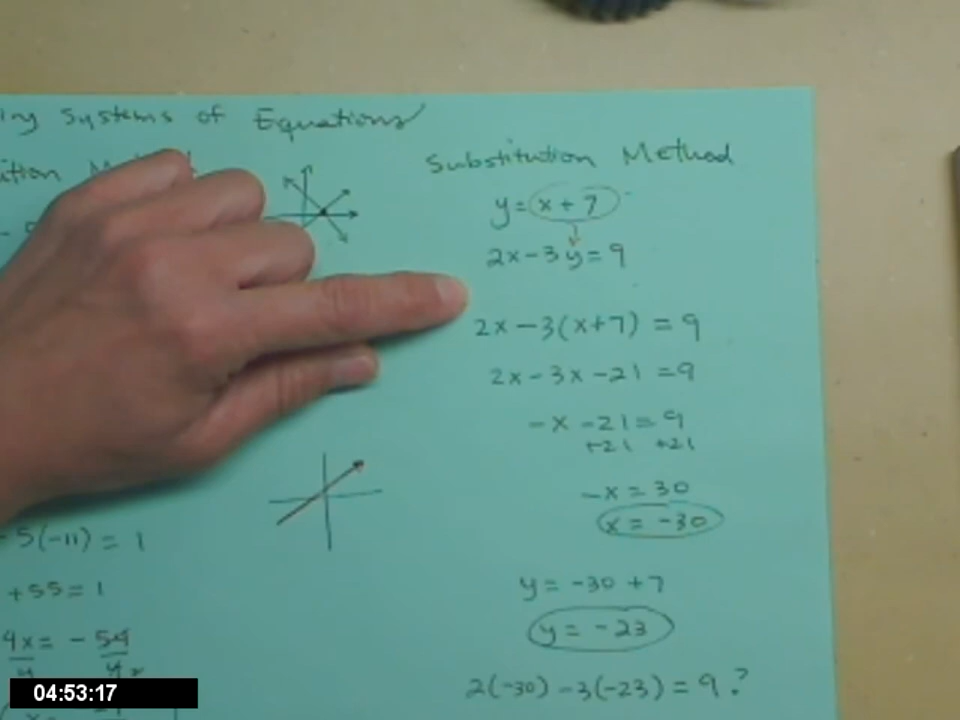 ing Systems of Equations
Substitution Method
y = x + 7
2x - 3y = 9
2x - 3(x+7) = 9
2x - 3x - 21 = 9
-x - 21 = 9
+21 +21
-x = 30
x = -30
y = -30 + 7
y = -23
2(-30) - 3(-23) = 9 ?
5(-11) = 1
+55 = 1
4x = -54
04:53:17